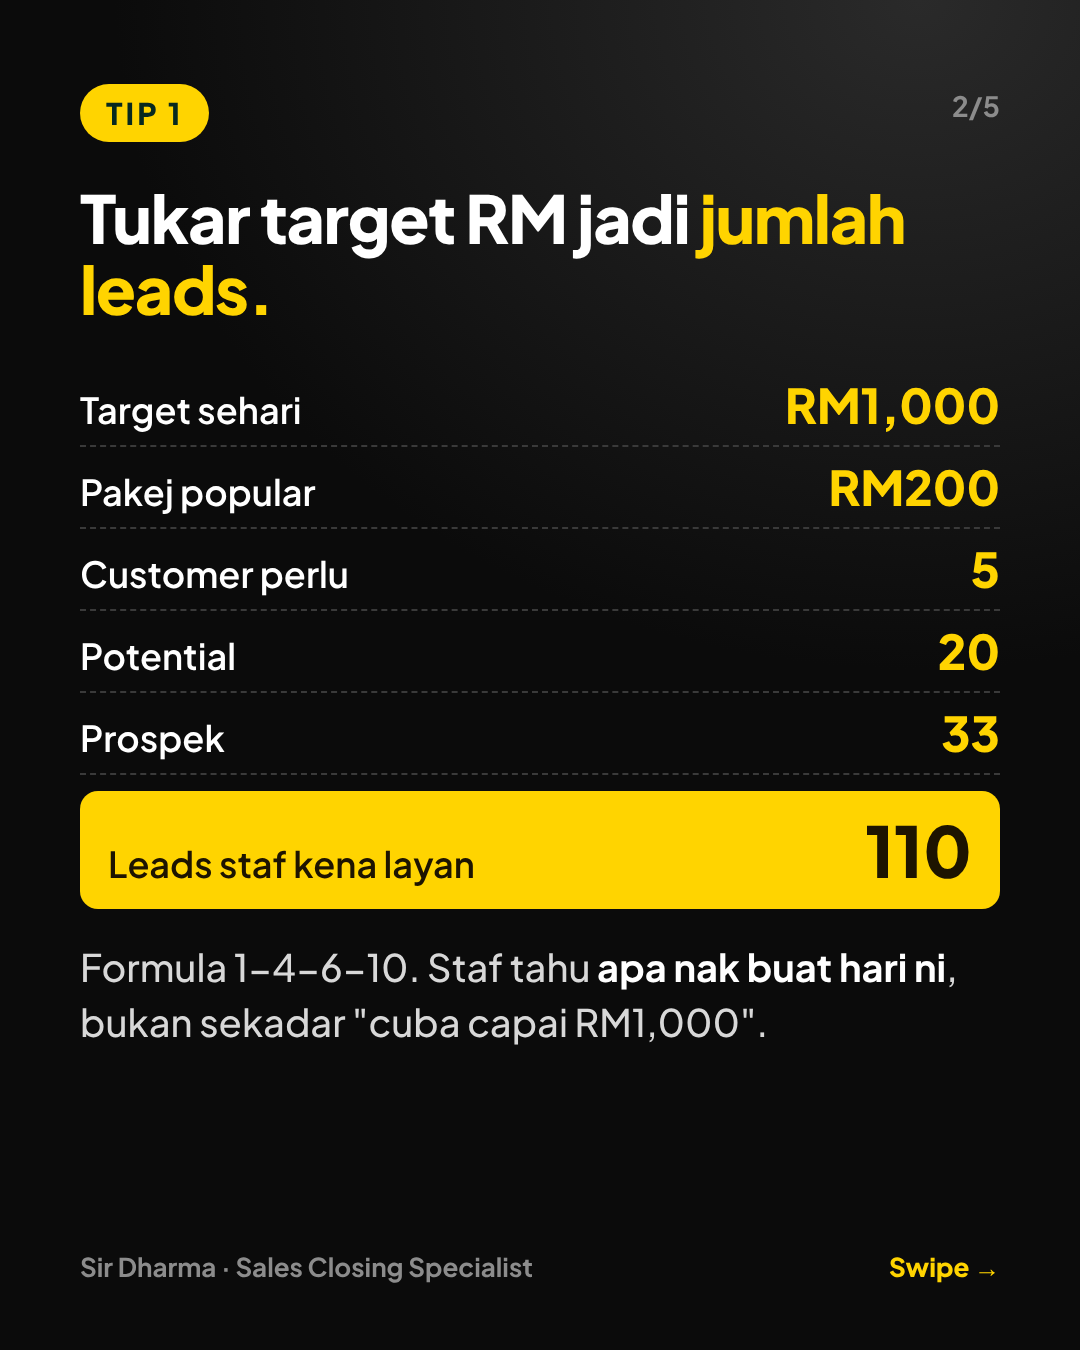 TIP 1
2/5
Tukar target RM jadi jumlah
leads.
Target sehari RM1,000
Pakej popular RM200
Customer perlu 5
Potential 20
Prospek 33
Leads staf kena layan 110
Formula 1–4–6–10. Staf tahu apa nak buat hari ni,
bukan sekadar "cuba capai RM1,000".
Sir Dharma · Sales Closing Specialist
Swipe →